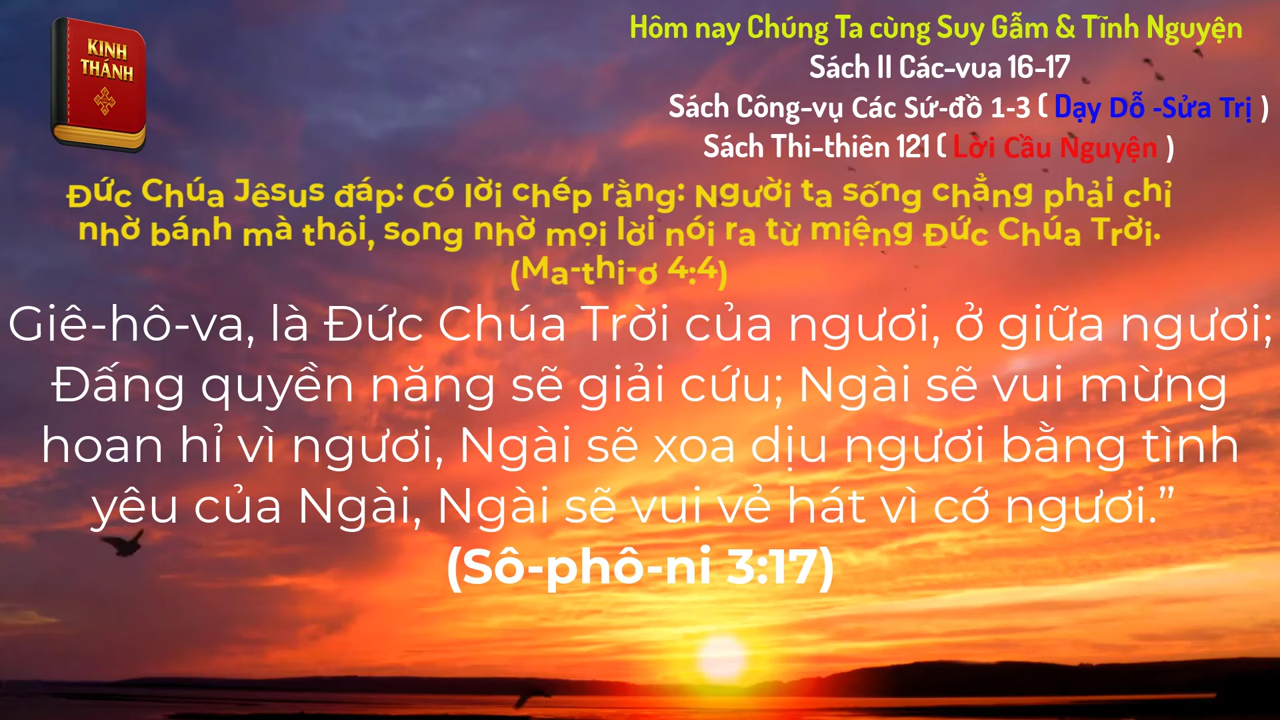 KINH
THÁNH
Hôm nay Chúng Ta cùng Suy Gẫm & Tĩnh Nguyện
Sách II Các-vua 16-17
Sách Công-vụ Các Sứ-đồ 1-3 ( Dạy Dỗ -Sửa Trị )
Sách Thi-thiên 121 ( Lời Cầu Nguyện )
Đức Chúa Jêsus đáp: Có lời chép rằng: Người ta sống chẳng phải chỉ
nhờ bánh mà thôi, song nhờ mọi lời nói ra từ miệng Đức Chúa Trời.
(Ma-thi-ơ 4:4)
Giê-hô-va, là Đức Chúa Trời của ngươi, ở giữa ngươi;
Đấng quyền năng sẽ giải cứu; Ngài sẽ vui mừng
hoan hỉ vì ngươi, Ngài sẽ xoa dịu ngươi bằng tình
yêu của Ngài, Ngài sẽ vui vẻ hát vì cớ ngươi.”
(Sô-phô-ni 3:17)